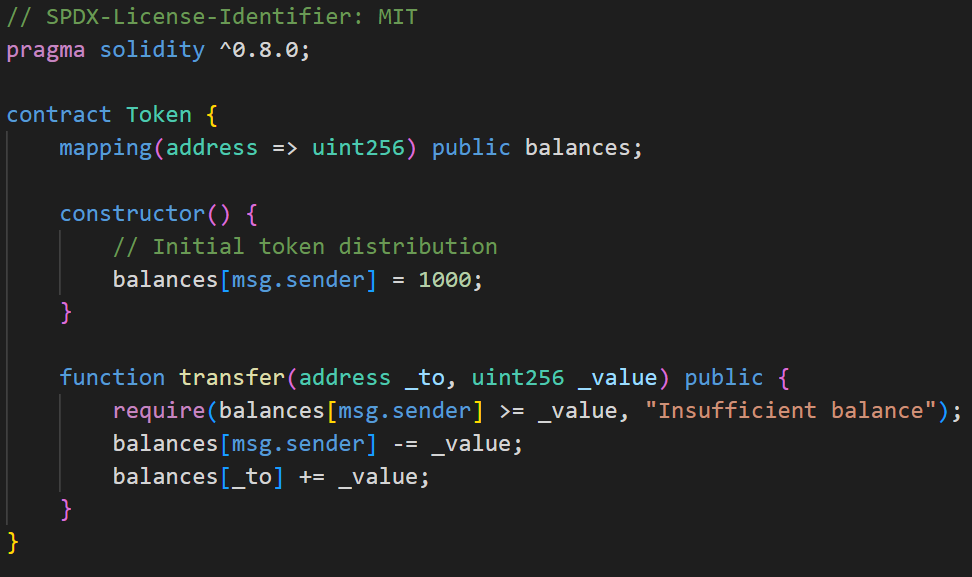 // SPDX-License-Identifier: MIT
pragma solidity ^0.8.0;

contract Token {
    mapping(address => uint256) public balances;

    constructor() {
        // Initial token distribution
        balances[msg.sender] = 1000;
    }

    function transfer(address _to, uint256 _value) public {
        require(balances[msg.sender] >= _value, "Insufficient balance");
        balances[msg.sender] -= _value;
        balances[_to] += _value;
    }
}